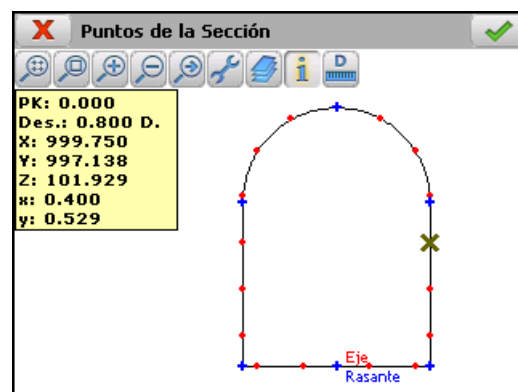 Puntos de la Sección
D
i
PK: 0.000
Des.: 0.800 D.
X: 999.750
Y: 997.138
Z: 101.929
x: 0.400
y: 0.529
Eje
Rasante